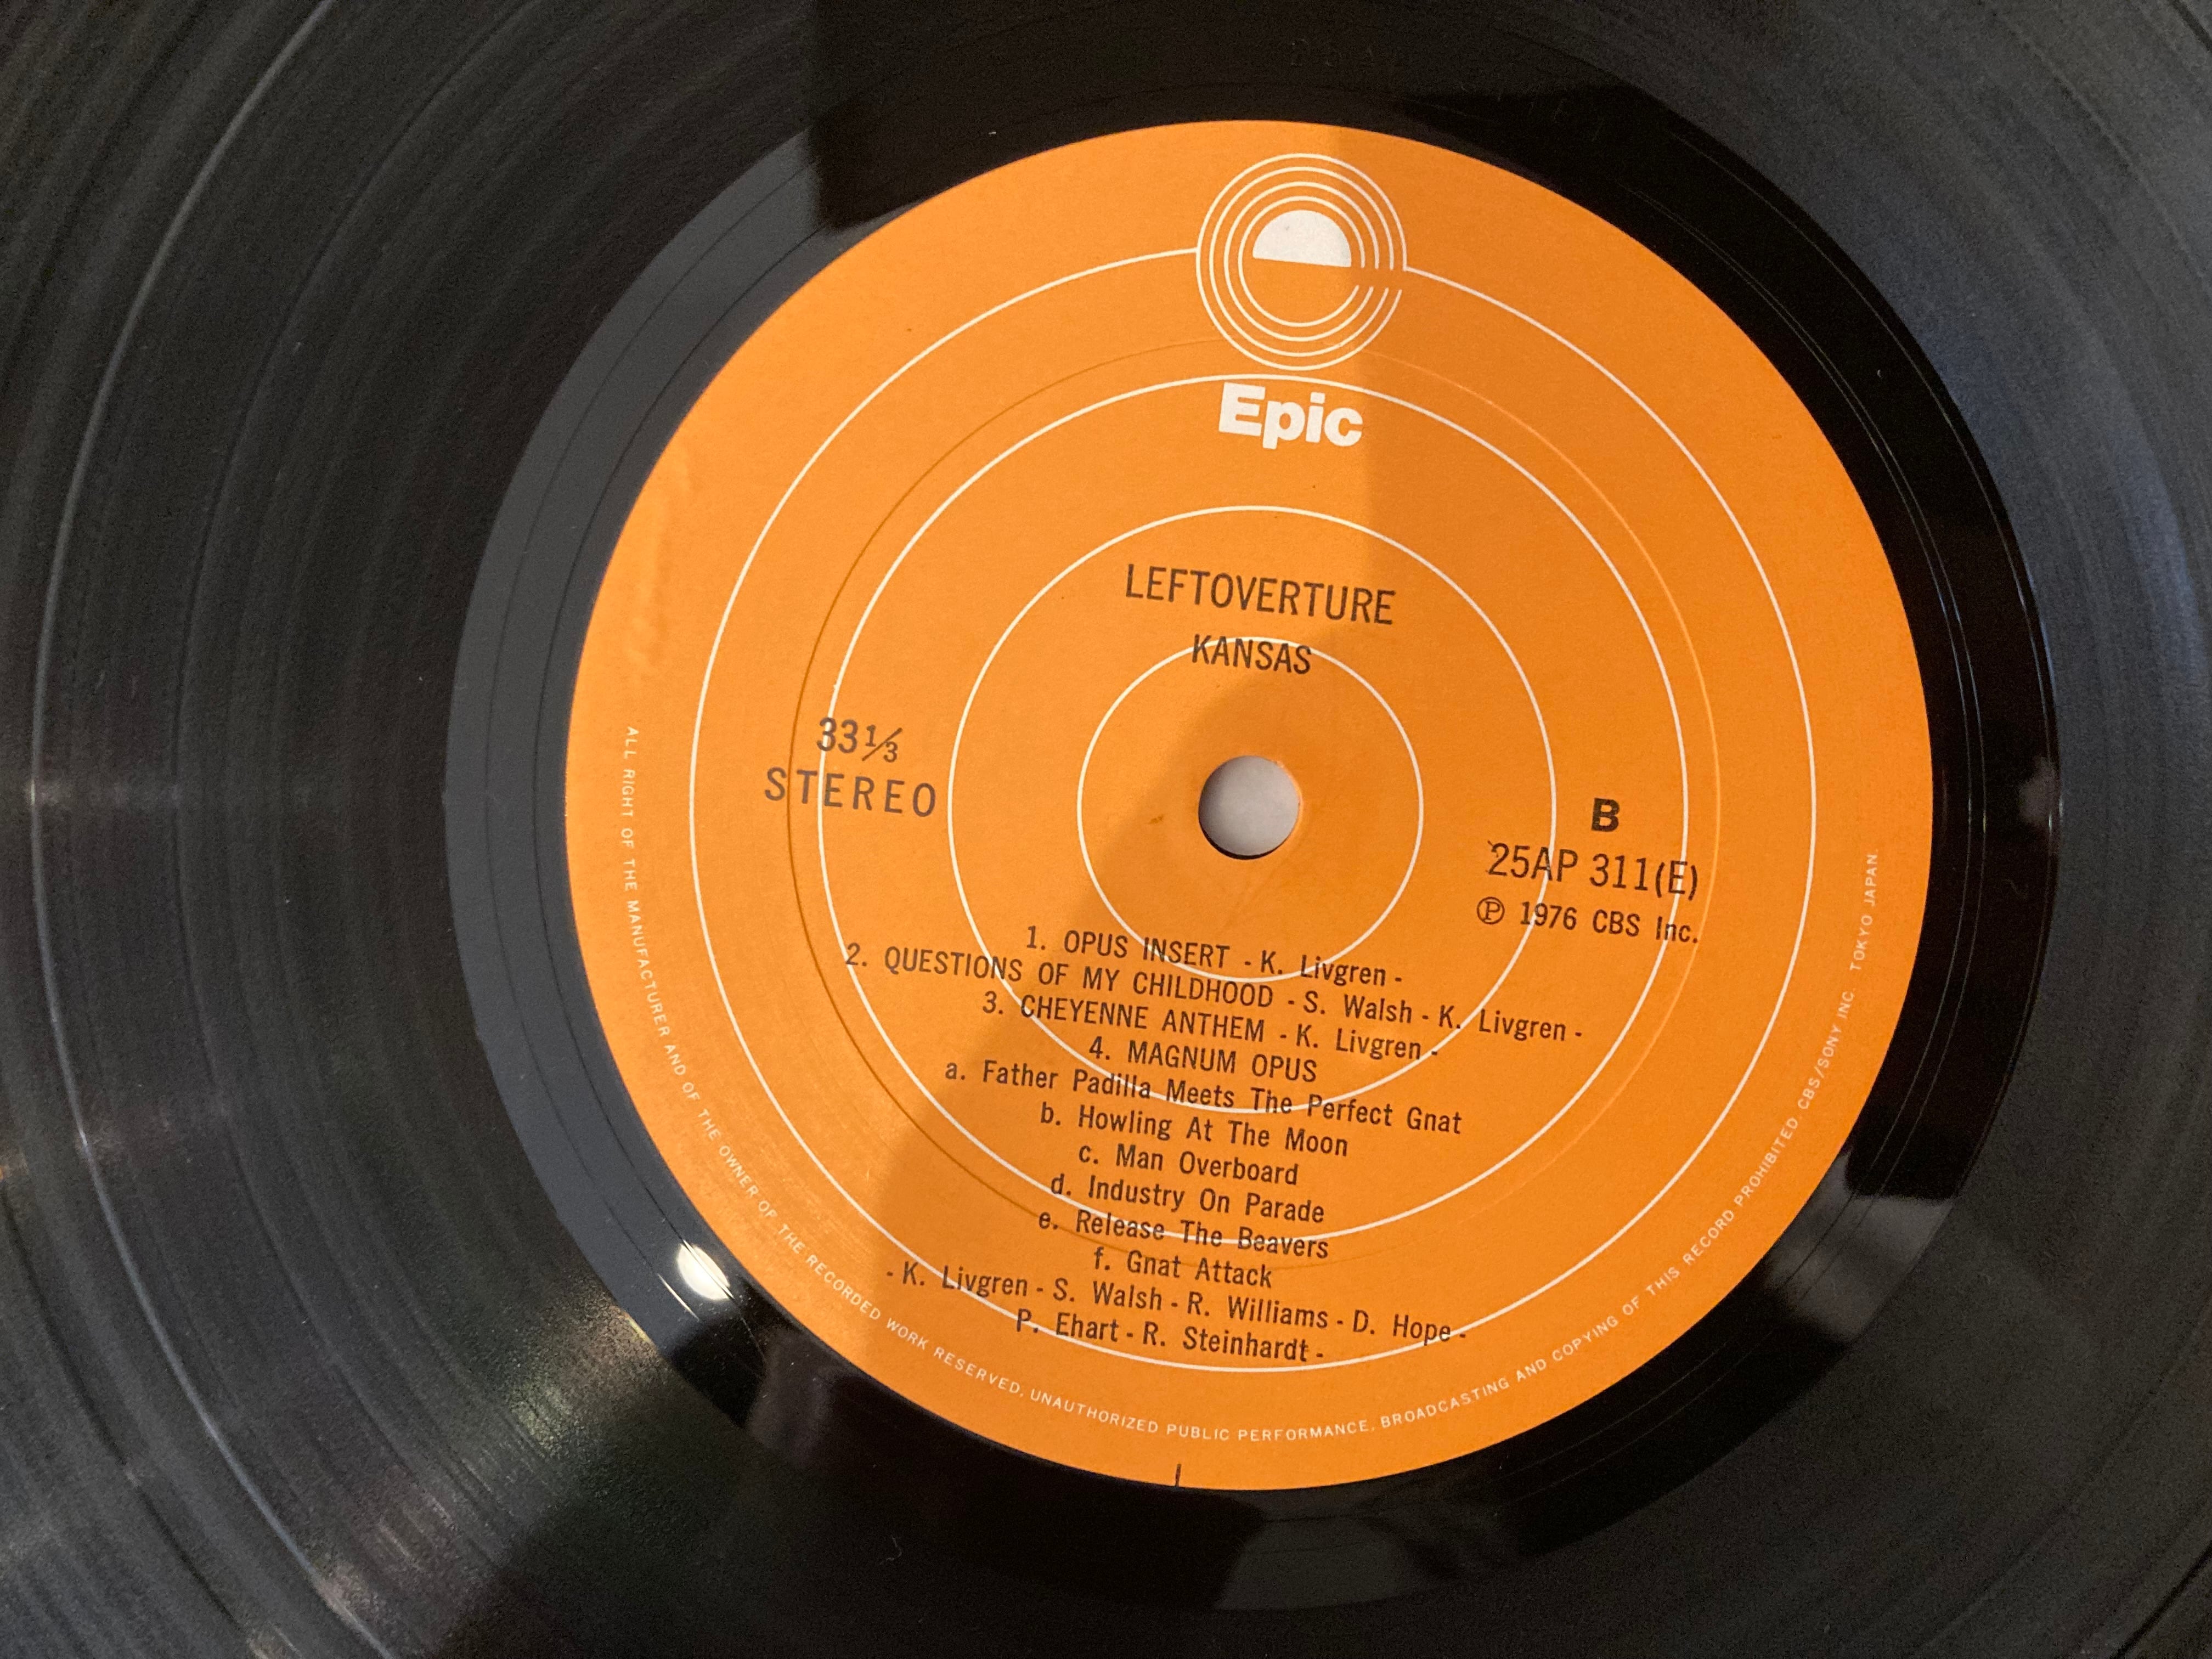 Epic
LEFTOVERTURE
KANSAS
33⅓
STEREO
B
25AP 311(E)
Ⓟ 1976 CBS Inc.
1. OPUS INSERT - K. Livgren -
2. QUESTIONS OF MY CHILDHOOD - S. Walsh - K. Livgren -
3. CHEYENNE ANTHEM - K. Livgren -
4. MAGNUM OPUS
a. Father Padilla Meets The Perfect Gnat
b. Howling At The Moon
c. Man Overboard
d. Industry On Parade
e. Release The Beavers
f. Gnat Attack
- K. Livgren - S. Walsh - R. Williams - D. Hope -
P. Ehart - R. Steinhardt -
ALL RIGHT OF THE MANUFACTURER AND OF THE OWNER OF THE RECORDED WORK RESERVED. UNAUTHORIZED PUBLIC PERFORMANCE, BROADCASTING AND COPYING OF THIS RECORD PROHIBITED. CBS/SONY INC. TOKYO JAPAN